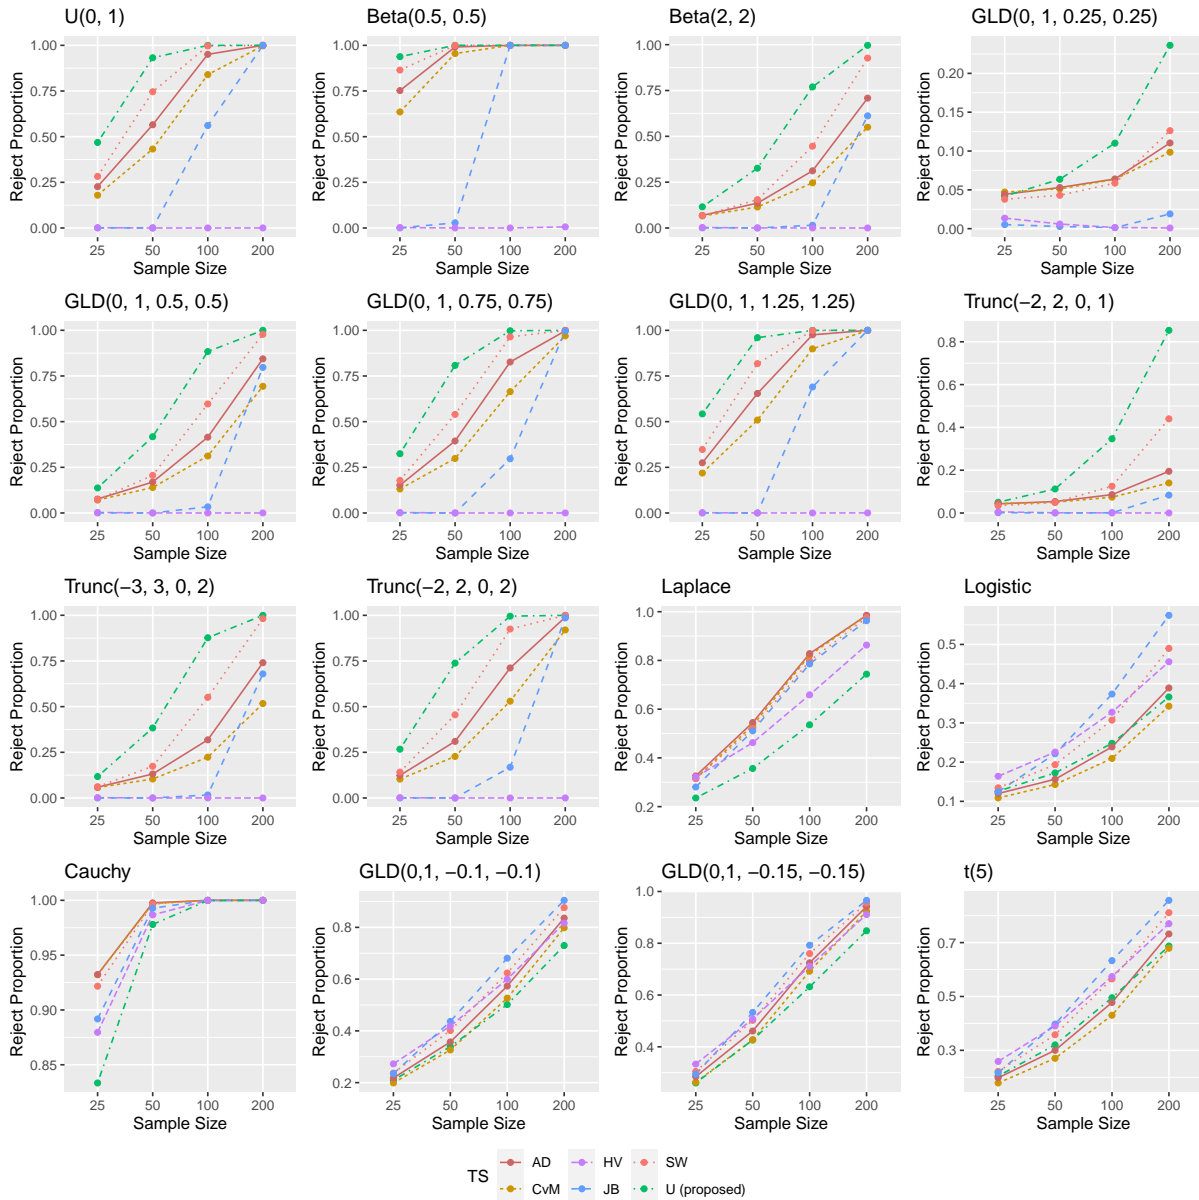 U(0, 1)
Beta(0.5, 0.5)
Beta(2, 2)
GLD(0, 1, 0.25, 0.25)
Reject Proportion
1.00
0.75
0.50
0.25
0.00
25 50 100 200
Sample Size
Reject Proportion
1.00
0.75
0.50
0.25
0.00
25 50 100 200
Sample Size
Reject Proportion
1.00
0.75
0.50
0.25
0.00
25 50 100 200
Sample Size
Reject Proportion
0.20
0.15
0.10
0.05
0.00
25 50 100 200
Sample Size
GLD(0, 1, 0.5, 0.5)
GLD(0, 1, 0.75, 0.75)
GLD(0, 1, 1.25, 1.25)
Trunc(−2, 2, 0, 1)
Reject Proportion
1.00
0.75
0.50
0.25
0.00
25 50 100 200
Sample Size
Reject Proportion
1.00
0.75
0.50
0.25
0.00
25 50 100 200
Sample Size
Reject Proportion
1.00
0.75
0.50
0.25
0.00
25 50 100 200
Sample Size
Reject Proportion
0.8
0.6
0.4
0.2
0.0
25 50 100 200
Sample Size
Trunc(−3, 3, 0, 2)
Trunc(−2, 2, 0, 2)
Laplace
Logistic
Reject Proportion
1.00
0.75
0.50
0.25
0.00
25 50 100 200
Sample Size
Reject Proportion
1.00
0.75
0.50
0.25
0.00
25 50 100 200
Sample Size
Reject Proportion
1.0
0.8
0.6
0.4
0.2
25 50 100 200
Sample Size
Reject Proportion
0.5
0.4
0.3
0.2
0.1
25 50 100 200
Sample Size
Cauchy
GLD(0,1, −0.1, −0.1)
GLD(0,1, −0.15, −0.15)
t(5)
Reject Proportion
1.00
0.95
0.90
0.85
25 50 100 200
Sample Size
Reject Proportion
0.8
0.6
0.4
0.2
25 50 100 200
Sample Size
Reject Proportion
1.0
0.8
0.6
0.4
25 50 100 200
Sample Size
Reject Proportion
0.7
0.5
0.3
25 50 100 200
Sample Size
TS
AD HV SW
CvM JB U (proposed)